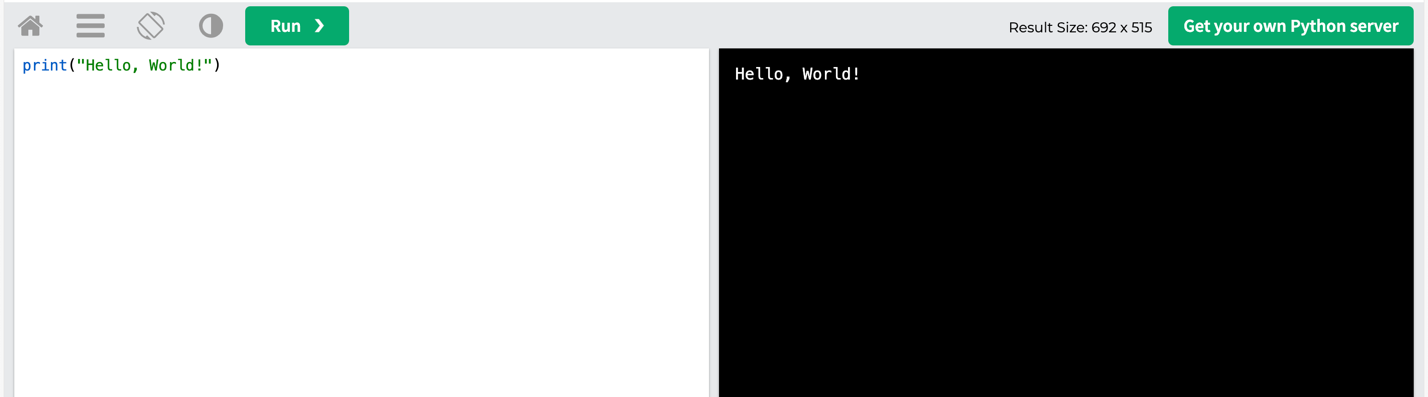 Run ❯
Result Size: 692 x 515
Get your own Python server
print("Hello, World!")
Hello, World!